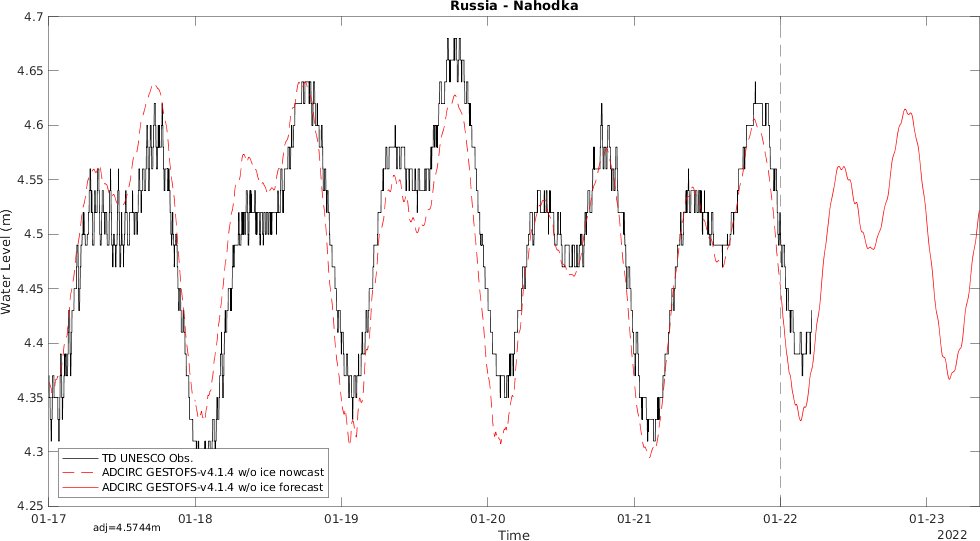 Russia - Nahodka
Water Level (m)
4.7
4.65
4.6
4.55
4.5
4.45
4.4
4.35
4.3
4.25
TD UNESCO Obs.
ADCIRC GESTOFS-v4.1.4 w/o ice nowcast
ADCIRC GESTOFS-v4.1.4 w/o ice forecast
01-17 01-18 01-19 01-20 01-21 01-22 01-23
adj=4.5744m
Time
2022